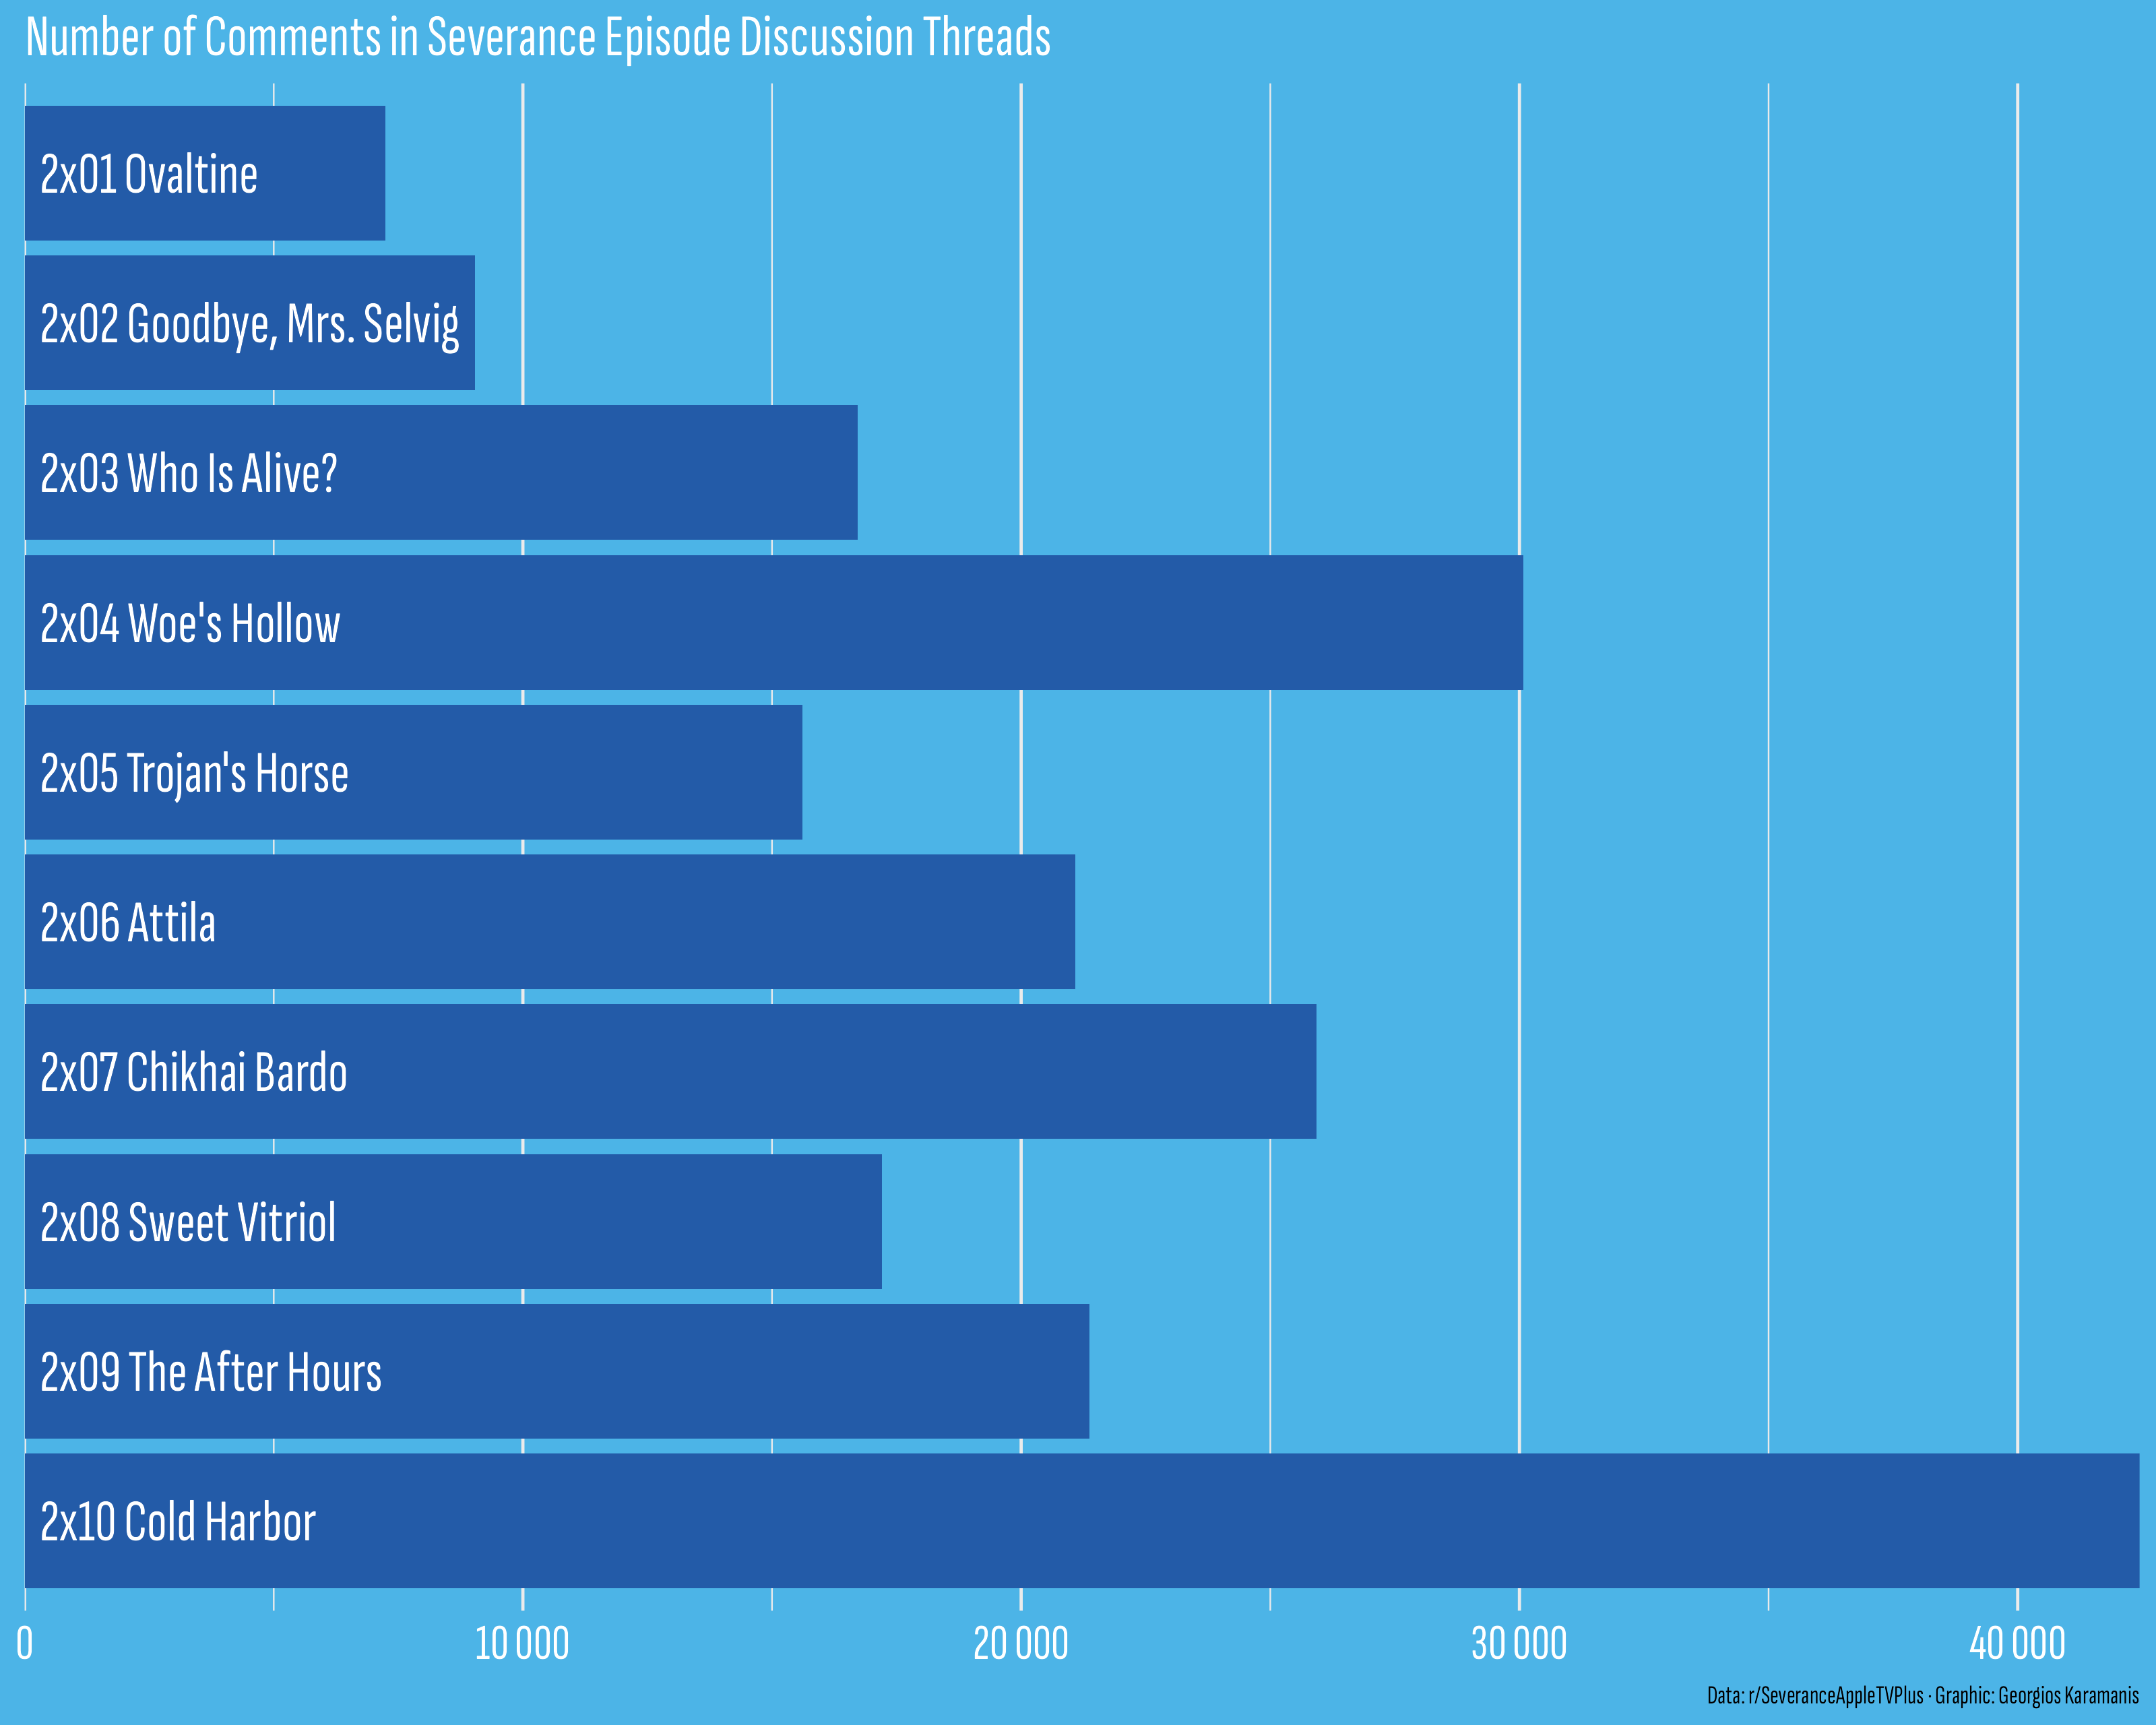 Number of Comments in Severance Episode Discussion Threads
2x01 Ovaltine
2x02 Goodbye, Mrs. Selvig
2x03 Who Is Alive?
2x04 Woe's Hollow
2x05 Trojan's Horse
2x06 Attila
2x07 Chikhai Bardo
2x08 Sweet Vitriol
2x09 The After Hours
2x10 Cold Harbor
0 10 000 20 000 30 000 40 000
Data: r/SeveranceAppleTVPlus · Graphic: Georgios Karamanis